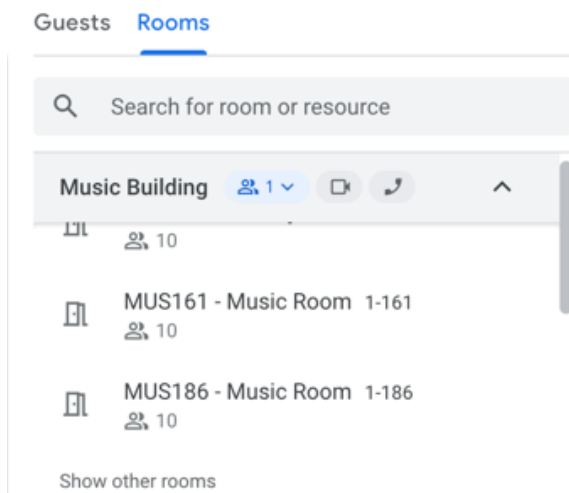 Guests Rooms
Search for room or resource
Music Building 1
10
MUS161 - Music Room 1-161
10
MUS186 - Music Room 1-186
10
Show other rooms